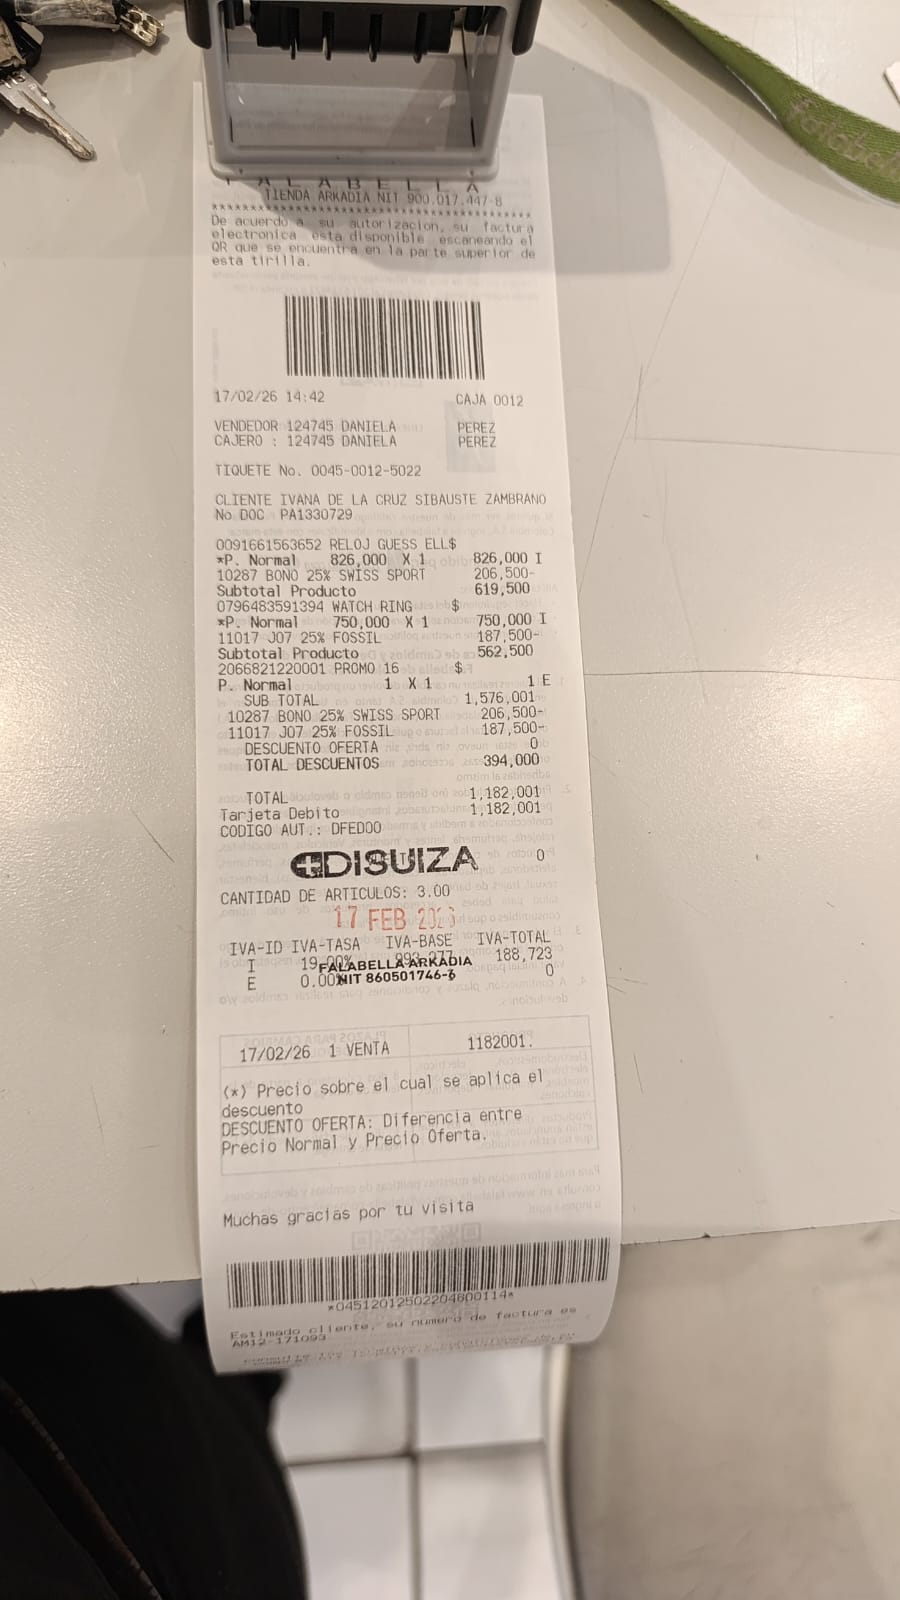 F A L A B E L L A
TIENDA ARKADIA NIT 900.017.447-8
************************************
De acuerdo a su autorizacion, su factura
electronica esta disponible escaneando el
QR que se encuentra en la parte superior de
esta tirilla.
17/02/26 14:42 CAJA 0012
VENDEDOR 124745 DANIELA PEREZ
CAJERO : 124745 DANIELA PEREZ
TIQUETE No. 0045-0012-5022
CLIENTE IVANA DE LA CRUZ SIBAUSTE ZAMBRANO
No DOC PA1330729
0091661563652 RELOJ GUESS ELL$
*P. Normal 826,000 X 1 826,000 I
10287 BONO 25% SWISS SPORT 206,500-
Subtotal Producto 619,500
0796483591394 WATCH RING $
*P. Normal 750,000 X 1 750,000 I
11017 J07 25% FOSSIL 187,500-
Subtotal Producto 562,500
2066821220001 PROMO 16 $
P. Normal 1 X 1 1 E
SUB TOTAL 1,576,001
10287 BONO 25% SWISS SPORT 206,500-
11017 J07 25% FOSSIL 187,500-
DESCUENTO OFERTA 0
TOTAL DESCUENTOS 394,000
TOTAL 1,182,001
Tarjeta Debito 1,182,001
CODIGO AUT.: DFED00
DISUIZA 0
CANTIDAD DE ARTICULOS: 3.00
17 FEB
IVA-ID IVA-TASA IVA-BASE IVA-TOTAL
I 19.00% 993,277 188,723
FALABELLA ARKADIA
E 0.00% 0
NIT 860501746-3
17/02/26 1 VENTA 1182001.
(*) Precio sobre el cual se aplica el
descuento
DESCUENTO OFERTA: Diferencia entre
Precio Normal y Precio Oferta.
Muchas gracias por tu visita
*04512012502204800114*
Estimado cliente, su numero de factura es
AM12-171093